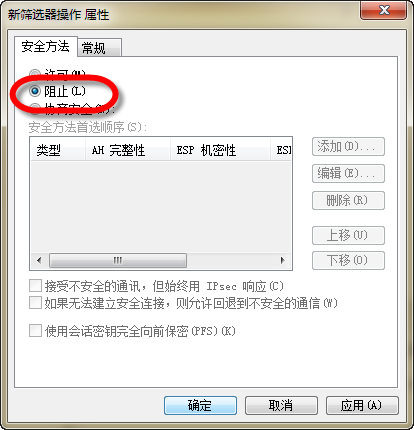 新筛选器操作 属性
安全方法 常规
许可(M)
阻止(L)
协商安全(N):
安全方法首选顺序(S):
类型 AH 完整性 ESP 机密性 ESI
添加(D)...
编辑(E)...
删除(R)
上移(U)
下移(O)
接受不安全的通讯，但始终用 IPsec 响应(C)
如果无法建立安全连接，则允许回退到不安全的通信(W)
使用会话密钥完全向前保密(PFS)(K)
确定 取消 应用(A)